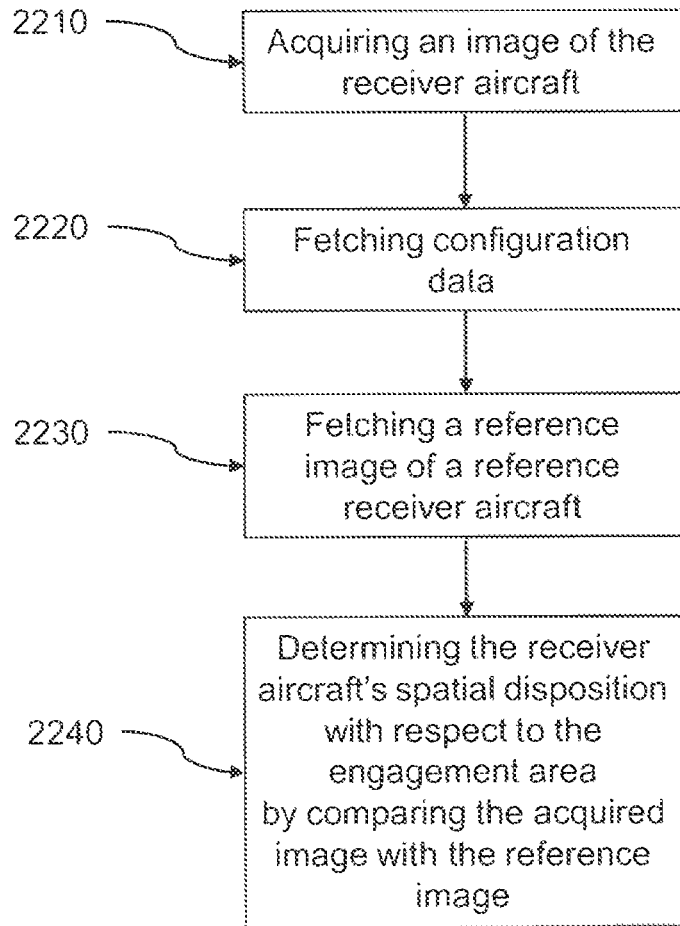 2210
Acquiring an image of the
receiver aircraft
2220
Fetching configuration
data
2230
Fetching a reference
image of a reference
receiver aircraft
2240
Determining the receiver
aircraft's spatial disposition
with respect to the
engagement area
by comparing the acquired
image with the reference
image